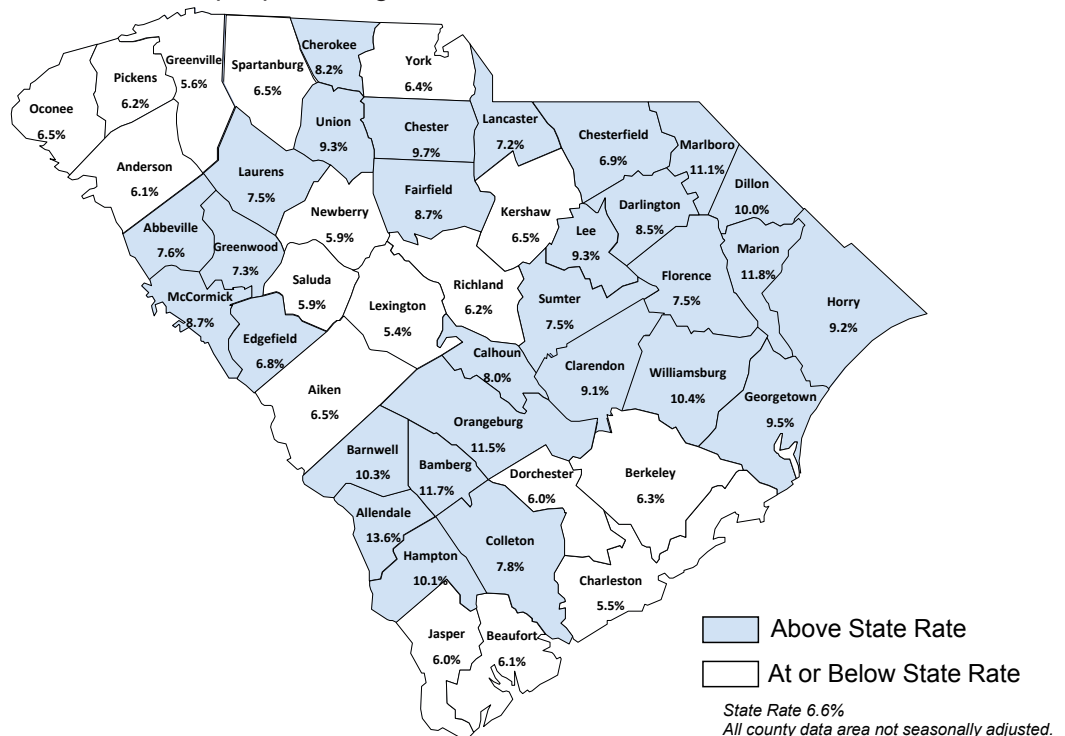 Cherokee
8.2%
York
6.4%
Greenville
5.6%
Spartanburg
6.5%
Pickens
6.2%
Oconee
6.5%
Union
9.3%
Chester
9.7%
Lancaster
7.2%
Chesterfield
6.9%
Marlboro
11.1%
Dillon
10.0%
Anderson
6.1%
Laurens
7.5%
Fairfield
8.7%
Newberry
5.9%
Kershaw
6.5%
Darlington
8.5%
Lee
9.3%
Abbeville
7.6%
Greenwood
7.3%
Marion
11.8%
Florence
7.5%
Saluda
5.9%
Richland
6.2%
Lexington
5.4%
Sumter
7.5%
Horry
9.2%
McCormick
8.7%
Edgefield
6.8%
Calhoun
8.0%
Clarendon
9.1%
Williamsburg
10.4%
Aiken
6.5%
Georgetown
9.5%
Orangeburg
11.5%
Barnwell
10.3%
Bamberg
11.7%
Dorchester
6.0%
Berkeley
6.3%
Allendale
13.6%
Hampton
10.1%
Colleton
7.8%
Charleston
5.5%
Jasper
6.0%
Beaufort
6.1%
Above State Rate
At or Below State Rate
State Rate 6.6%
All county data area not seasonally adjusted.